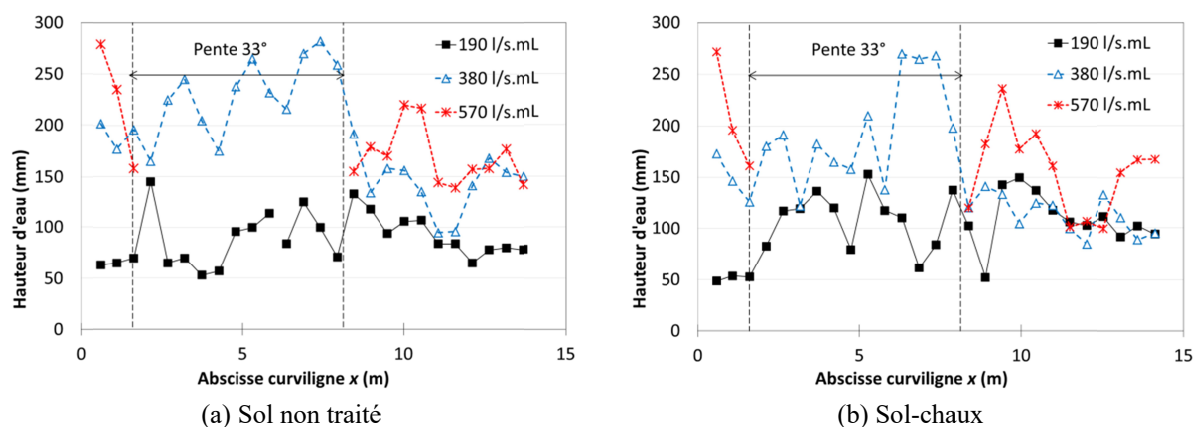 300
250
200
150
100
50
0
Hauteur d'eau (mm)
Pente 33°
190 l/s.mL
380 l/s.mL
570 l/s.mL
0 5 10 15
Abscisse curviligne x (m)
(a) Sol non traité
300
250
200
150
100
50
0
Hauteur d'eau (mm)
Pente 33°
190 l/s.mL
380 l/s.mL
570 l/s.mL
0 5 10 15
Abscisse curviligne x (m)
(b) Sol-chaux